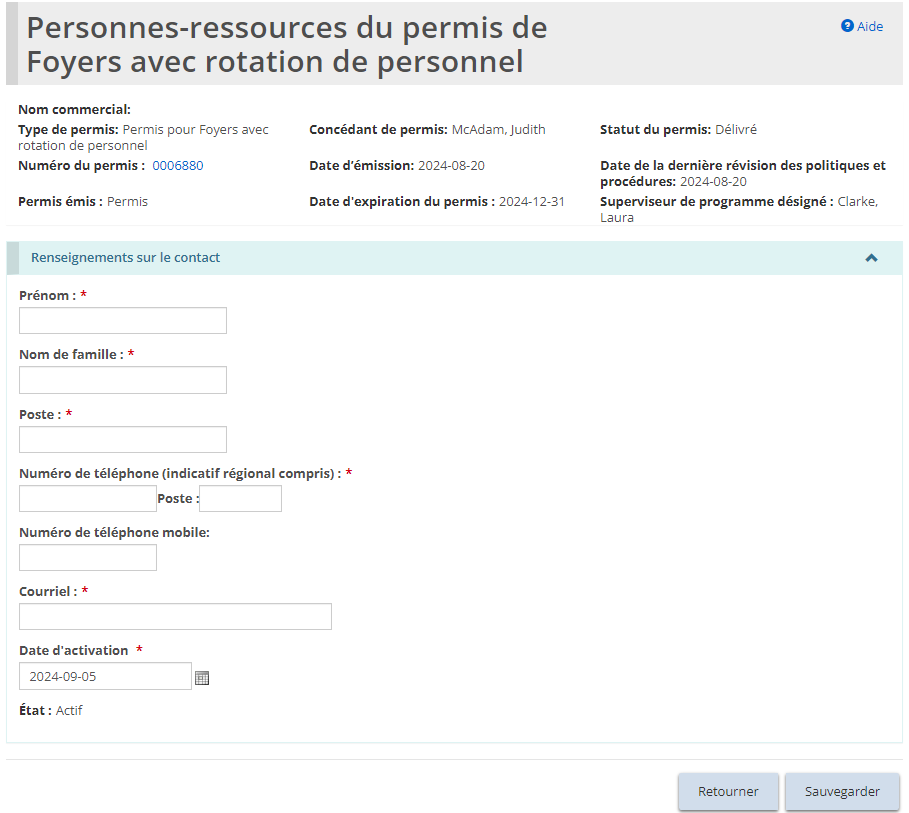 Personnes-ressources du permis de
Foyers avec rotation de personnel
Aide
Nom commercial:
Type de permis: Permis pour Foyers avec
rotation de personnel
Concédant de permis: McAdam, Judith
Statut du permis: Délivré
Numéro du permis : 0006880
Date d’émission: 2024-08-20
Date de la dernière révision des politiques et
procédures: 2024-08-20
Permis émis : Permis
Date d'expiration du permis : 2024-12-31
Superviseur de programme désigné : Clarke,
Laura
Renseignements sur le contact
Prénom : *
Nom de famille : *
Poste : *
Numéro de téléphone (indicatif régional compris) : *
Poste :
Numéro de téléphone mobile:
Courriel : *
Date d'activation *
2024-09-05
État : Actif
Retourner
Sauvegarder